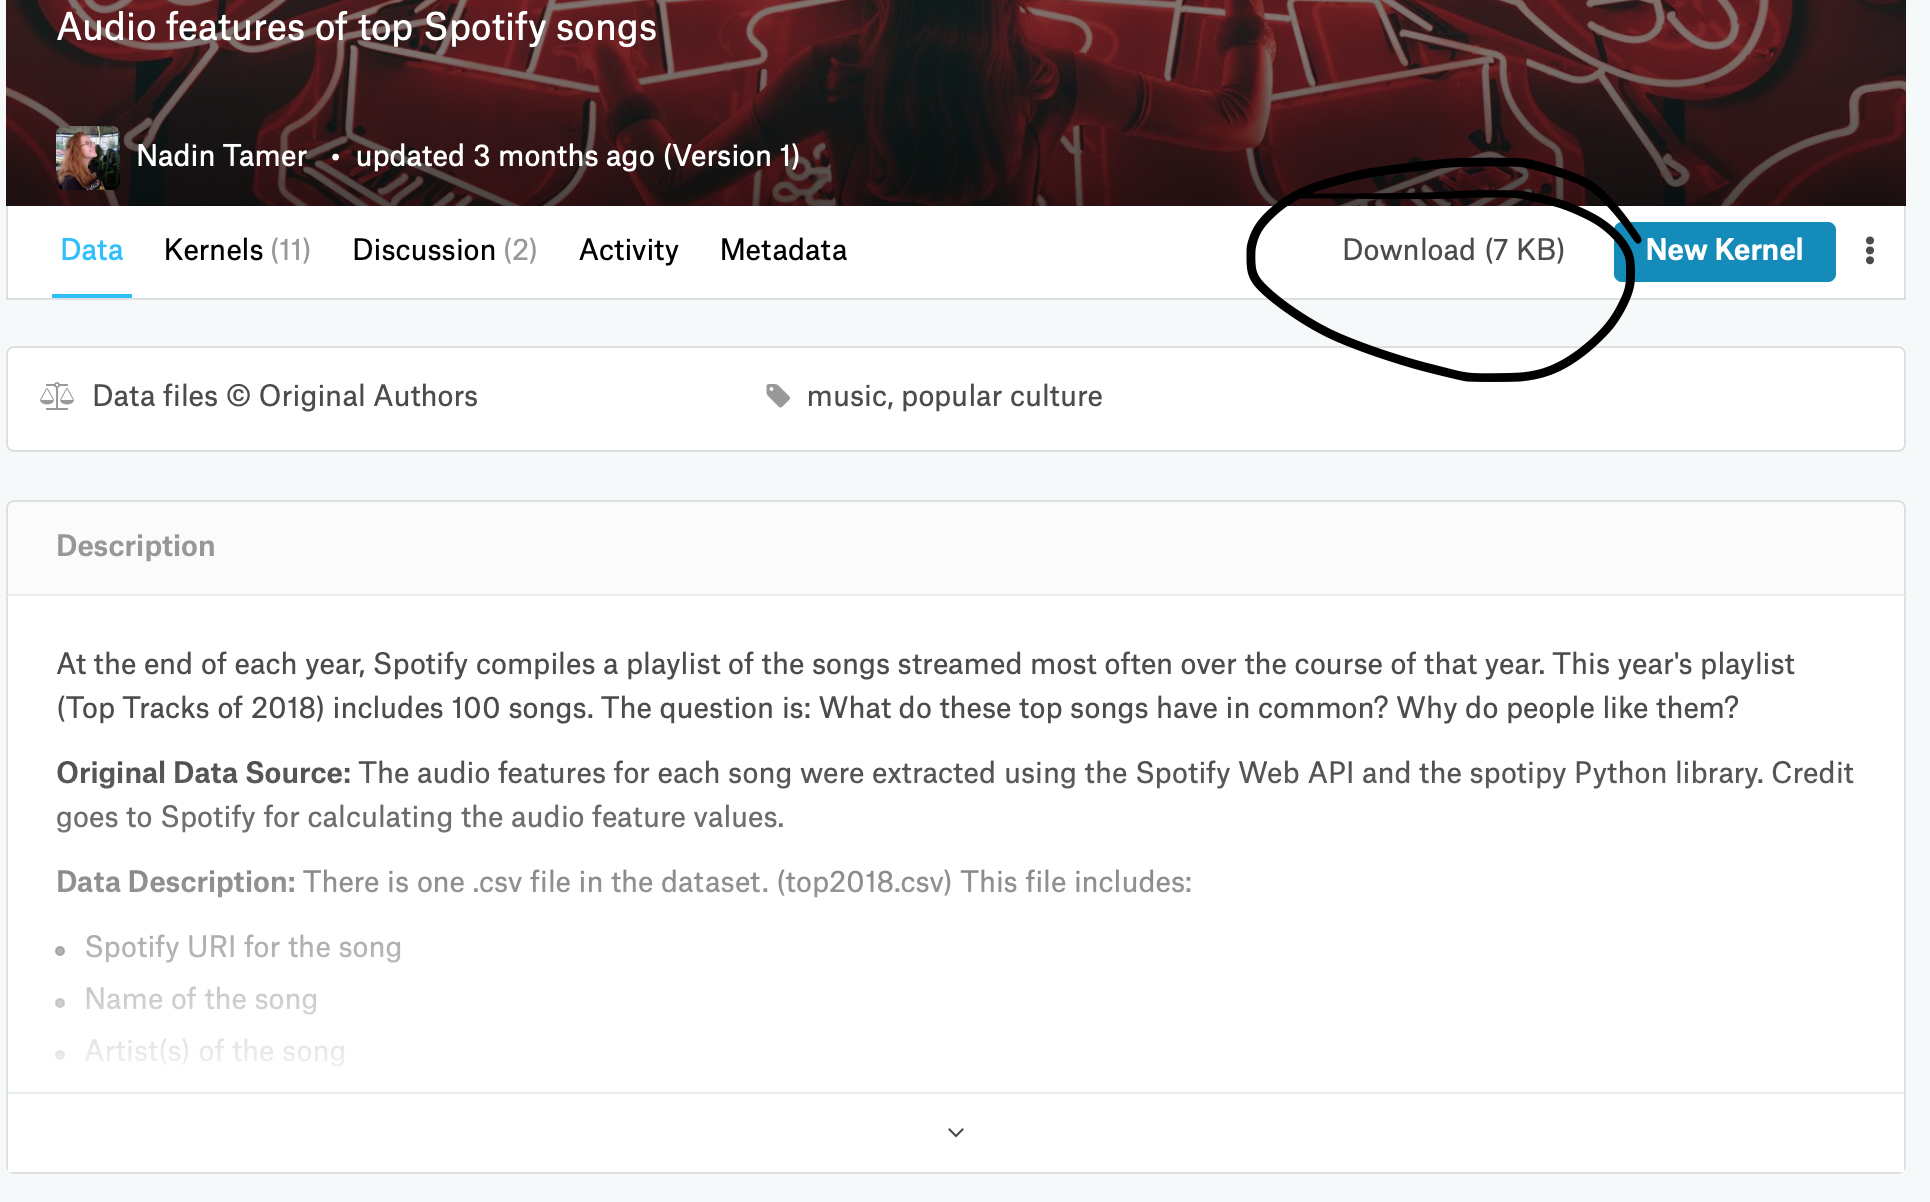 Audio features of top Spotify songs
Nadin Tamer • updated 3 months ago (Version 1)
Data Kernels (11) Discussion (2) Activity Metadata Download (7 KB) New Kernel
Data files © Original Authors music, popular culture
Description
At the end of each year, Spotify compiles a playlist of the songs streamed most often over the course of that year. This year's playlist
(Top Tracks of 2018) includes 100 songs. The question is: What do these top songs have in common? Why do people like them?
Original Data Source: The audio features for each song were extracted using the Spotify Web API and the spotipy Python library. Credit
goes to Spotify for calculating the audio feature values.
Data Description: There is one .csv file in the dataset. (top2018.csv) This file includes:
• Spotify URI for the song
• Name of the song
• Artist(s) of the song